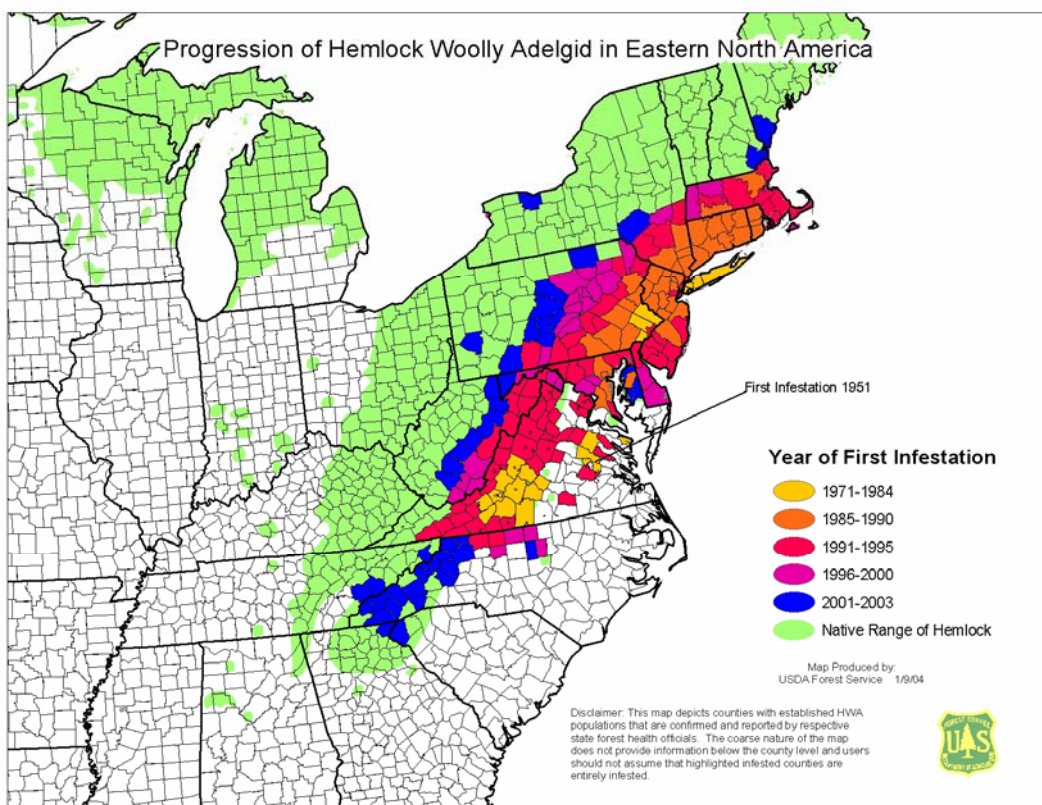 Progression of Hemlock Woolly Adelgid in Eastern North America
First Infestation 1951
Year of First Infestation
1971-1984
1985-1990
1991-1995
1996-2000
2001-2003
Native Range of Hemlock
Map Produced by:
USDA Forest Service 1/9/04
Disclaimer: This map depicts counties with established HWA
populations that are confirmed and reported by respective
state forest health officials. The coarse nature of the map
does not provide information below the county level and users
should not assume that highlighted infested counties are
entirely infested.
FOREST SERVICE
US
DEPARTMENT OF AGRICULTURE